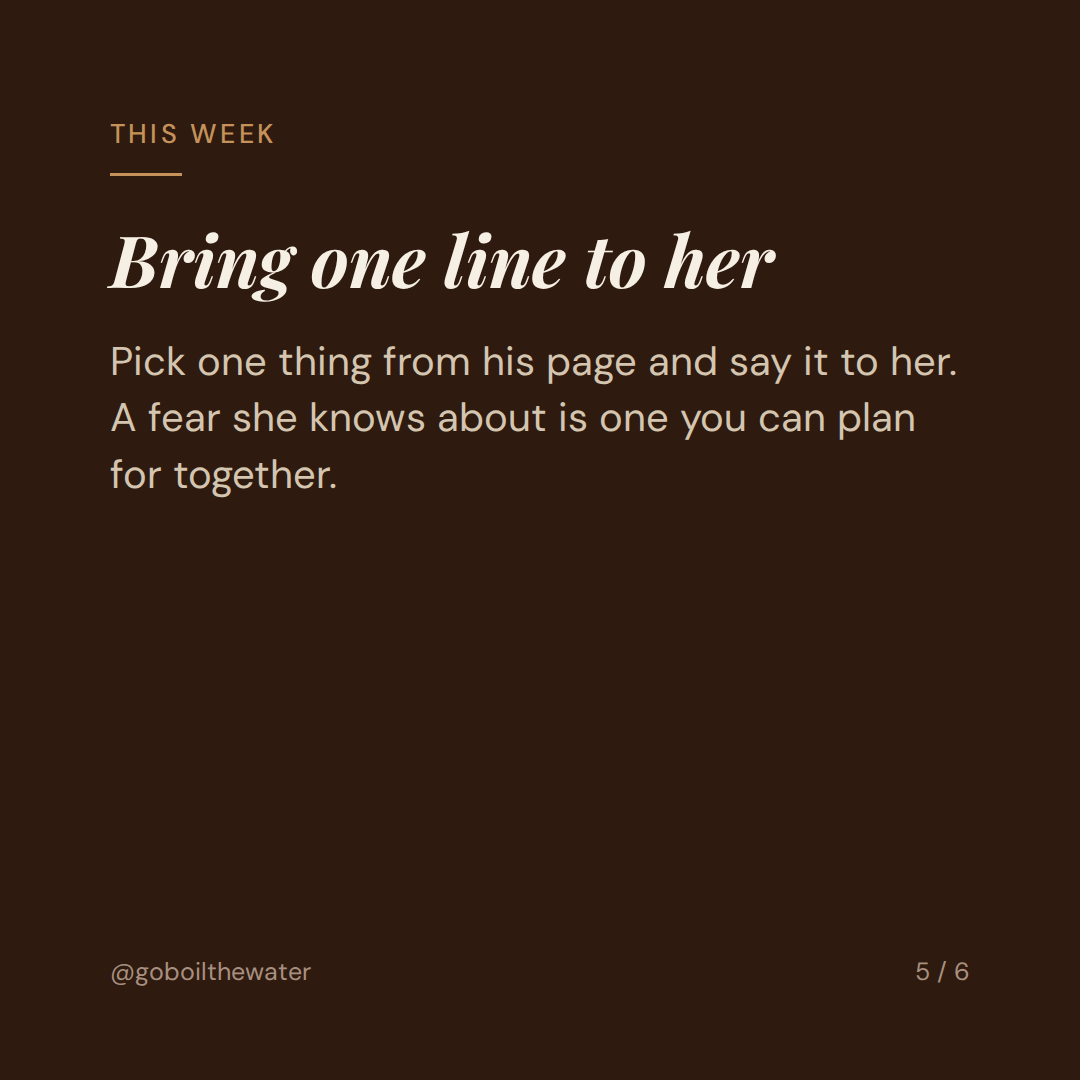 THIS WEEK
Bring one line to her
Pick one thing from his page and say it to her.
A fear she knows about is one you can plan
for together.
@goboilthewater
5 / 6